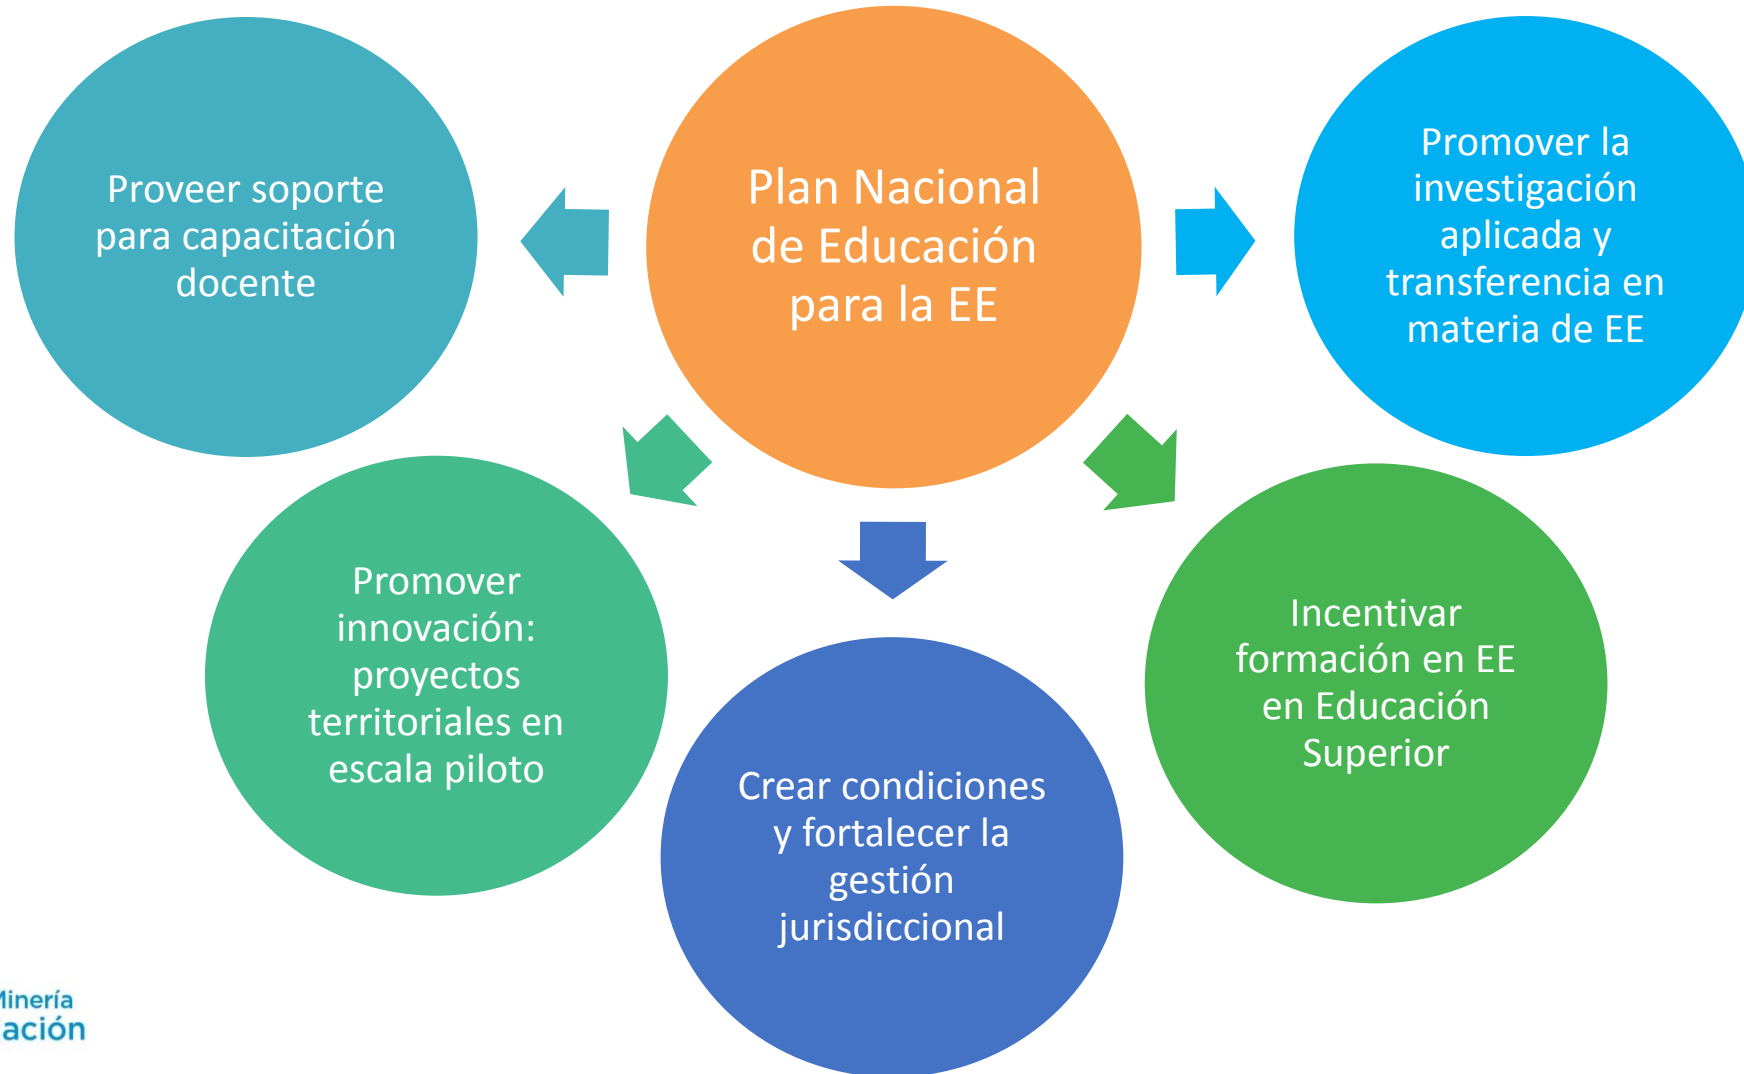 Plan Nacional
de Educación
para la EE
Proveer soporte
para capacitación
docente
Promover la
investigación
aplicada y
transferencia en
materia de EE
Promover
innovación:
proyectos
territoriales en
escala piloto
Incentivar
formación en EE
en Educación
Superior
Crear condiciones
y fortalecer la
gestión
jurisdiccional
Minería
ación